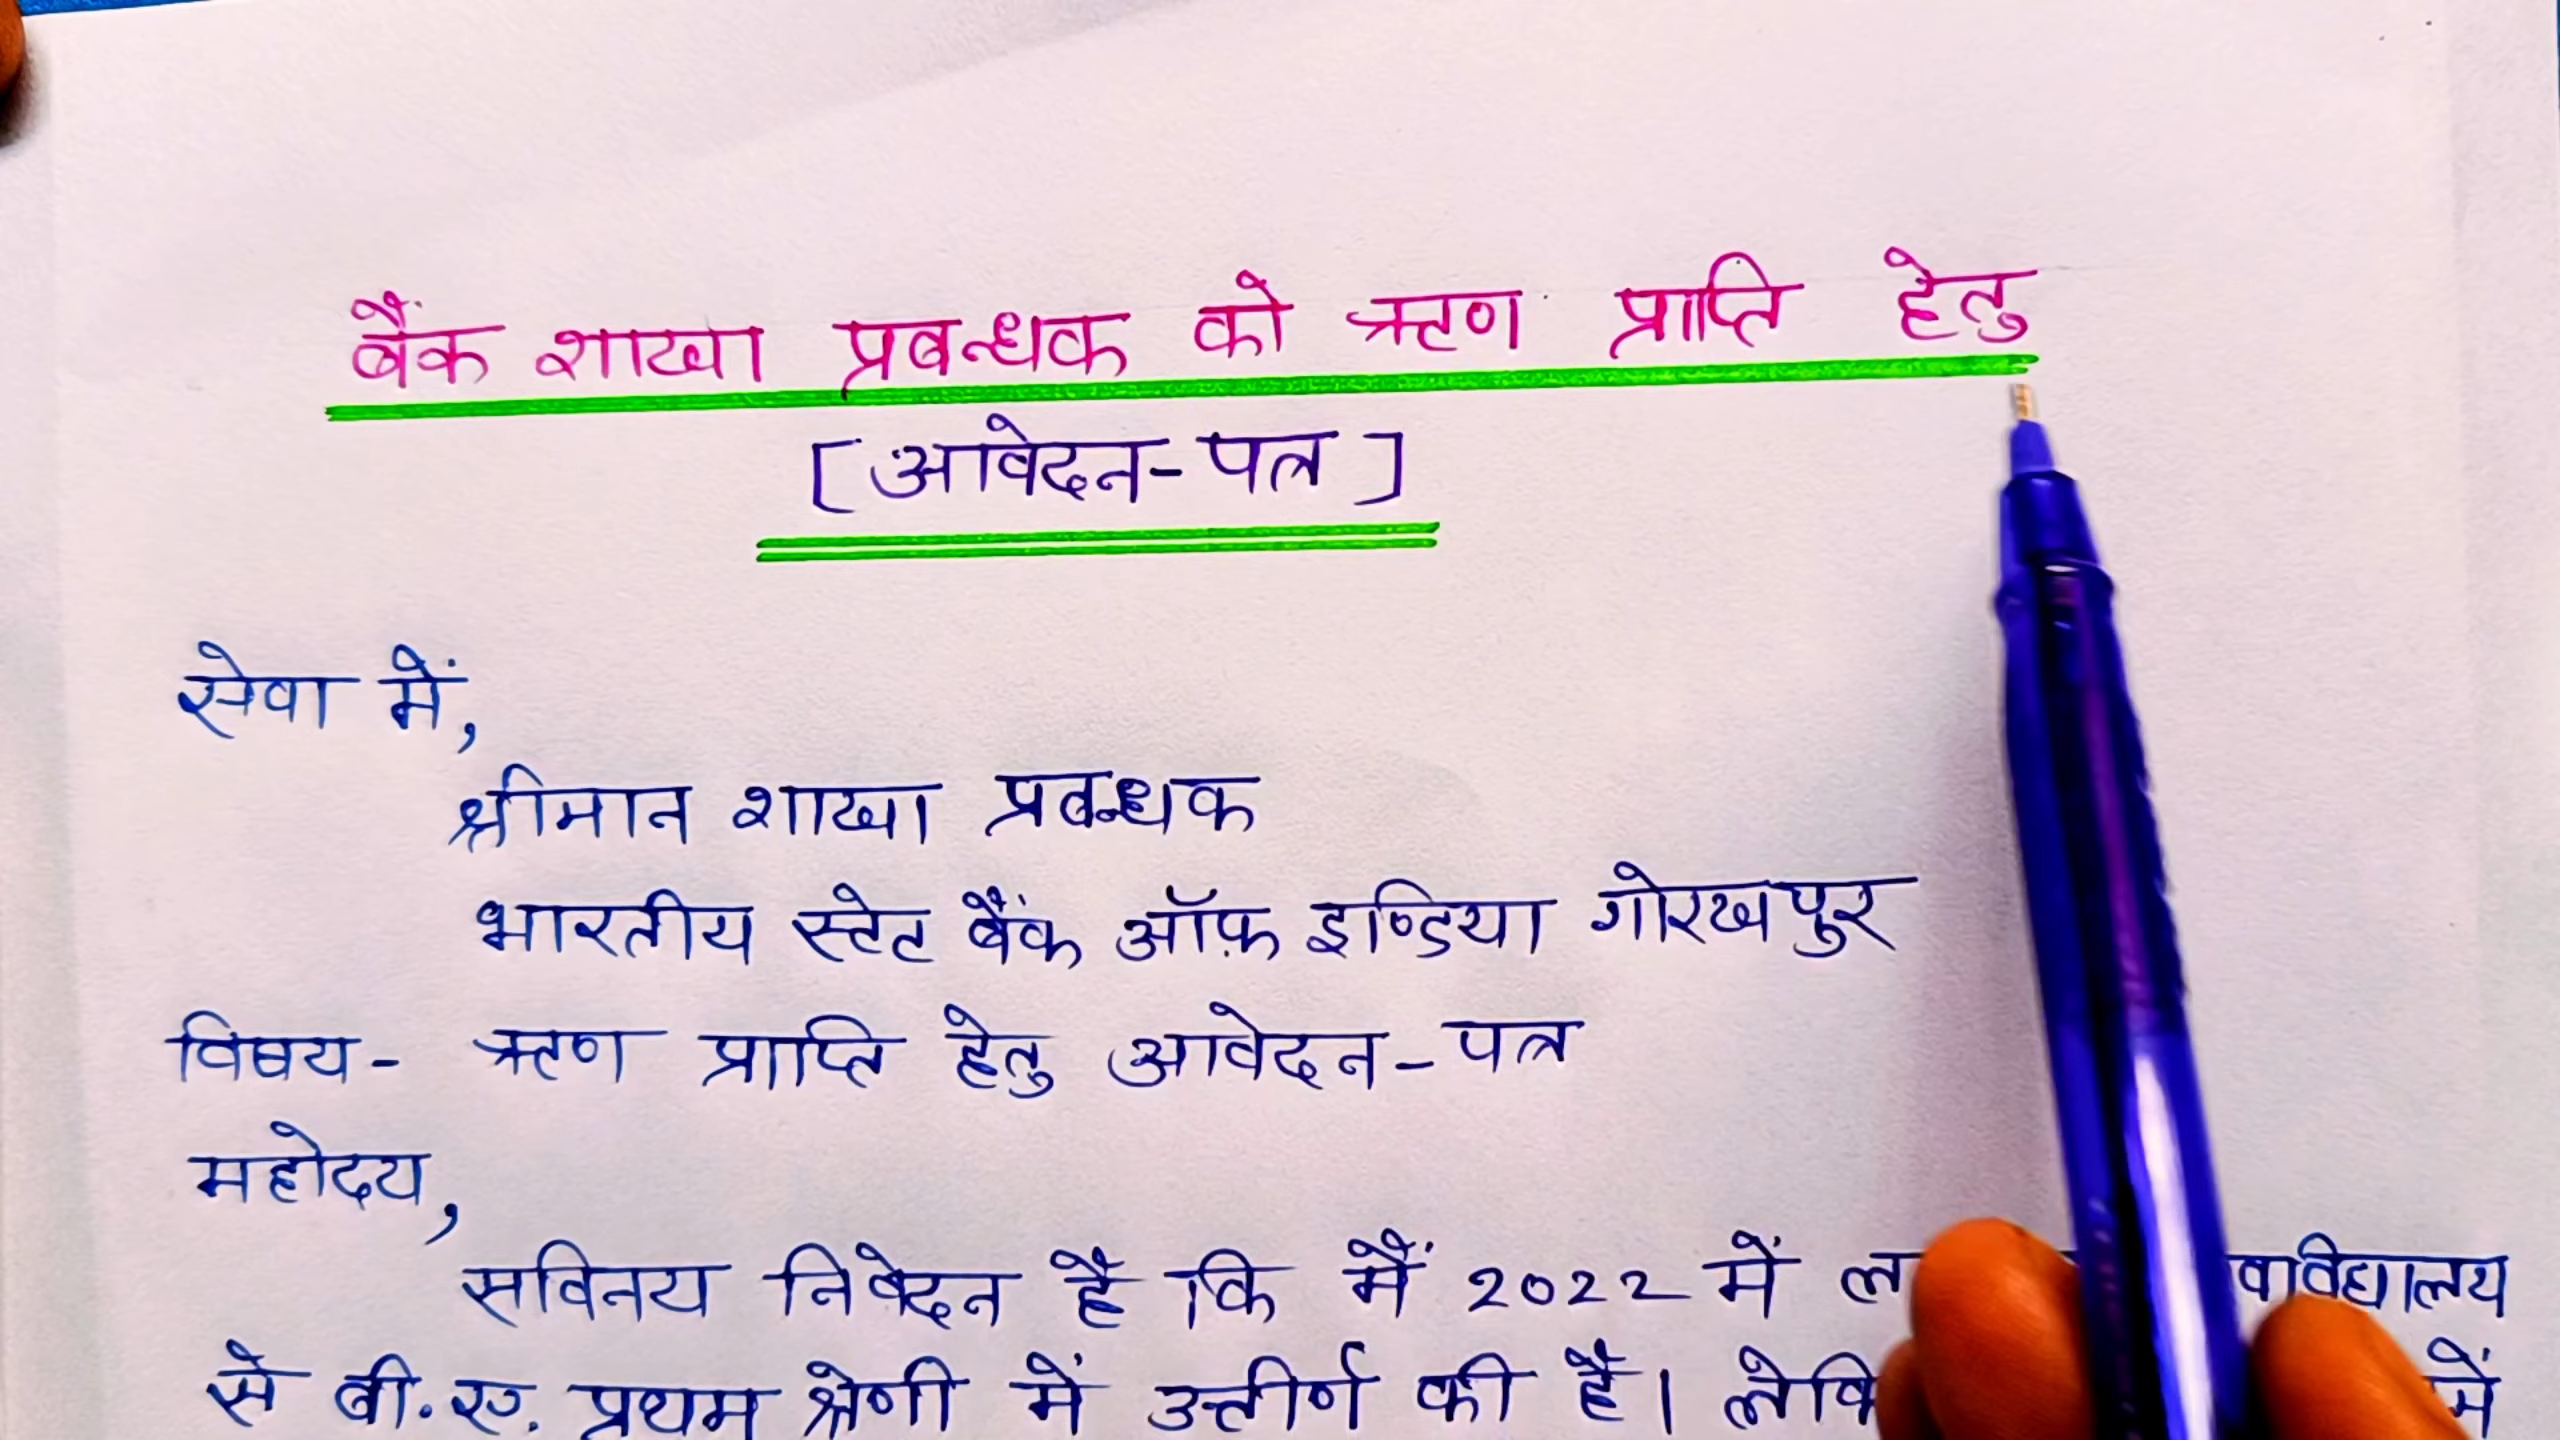 बैंक शाखा प्रबन्धक को ऋण प्राप्ति हेतु
[आवेदन-पत्र]
सेवा में,
श्रीमान शाखा प्रबन्धक
भारतीय स्टेट बैंक ऑफ़ इण्डिया गोरखपुर
विषय- ऋण प्राप्ति हेतु आवेदन-पत्र
महोदय,
सविनय निवेदन है कि मैं 2022 में
से बी.ए. प्रथम श्रेणी में उत्तीर्ण की है। में